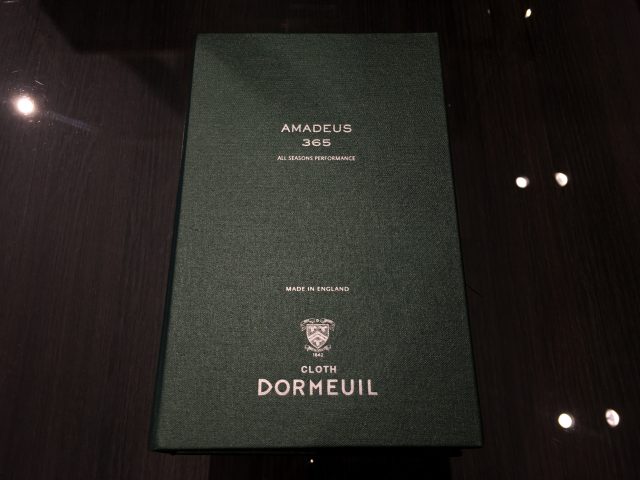 AMADEUS
365
ALL SEASONS PERFORMANCE
MADE IN ENGLAND
1842
CLOTH
DORMEUIL